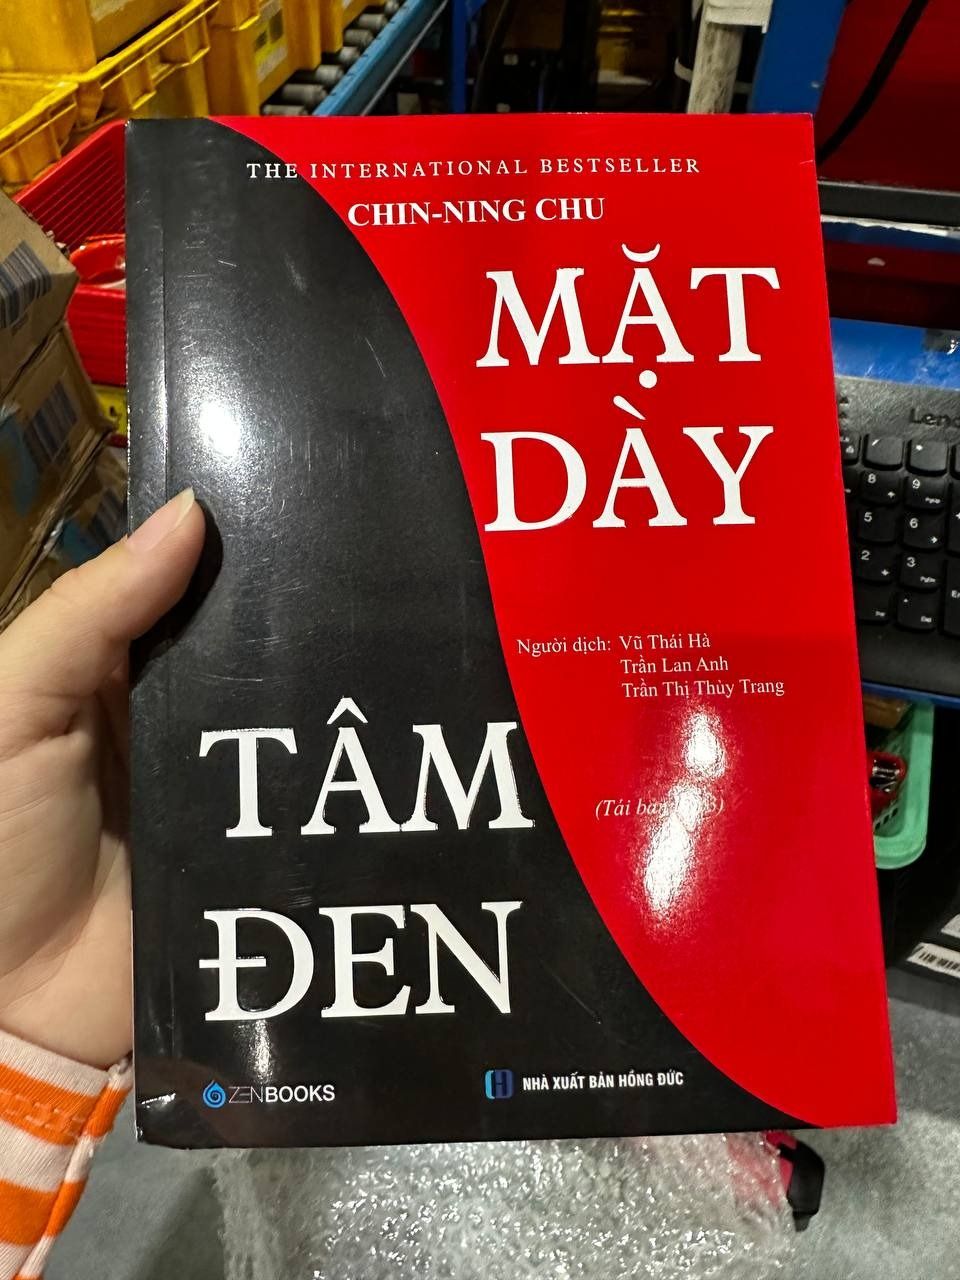 THE INTERNATIONAL BESTSELLER
CHIN-NING CHU
MẶT
DÀY
Người dịch: Vũ Thái Hà
Trần Lan Anh
Trần Thị Thùy Trang
(Tái
TÂM
ĐEN
ZENBOOKS
NHÀ XUẤT BẢN HỒNG ĐỨC